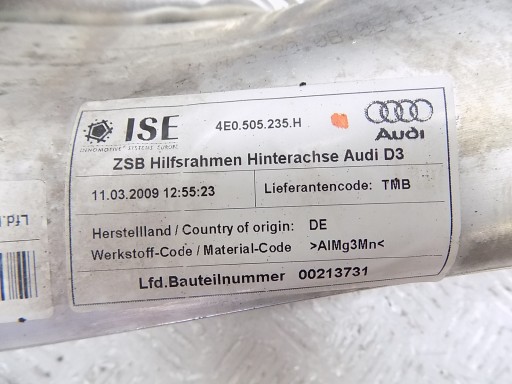 ISE
INNOMOTIVE SYSTEMS EUROPE
4E0.505.235.H
Audi
ZSB Hilfsrahmen Hinterachse Audi D3
11.03.2009 12:55:23
Lieferantencode: TMB
Herstellland / Country of origin: DE
Werkstoff-Code / Material-Code >AlMg3Mn<
Lfd.Bauteilnummer 00213731